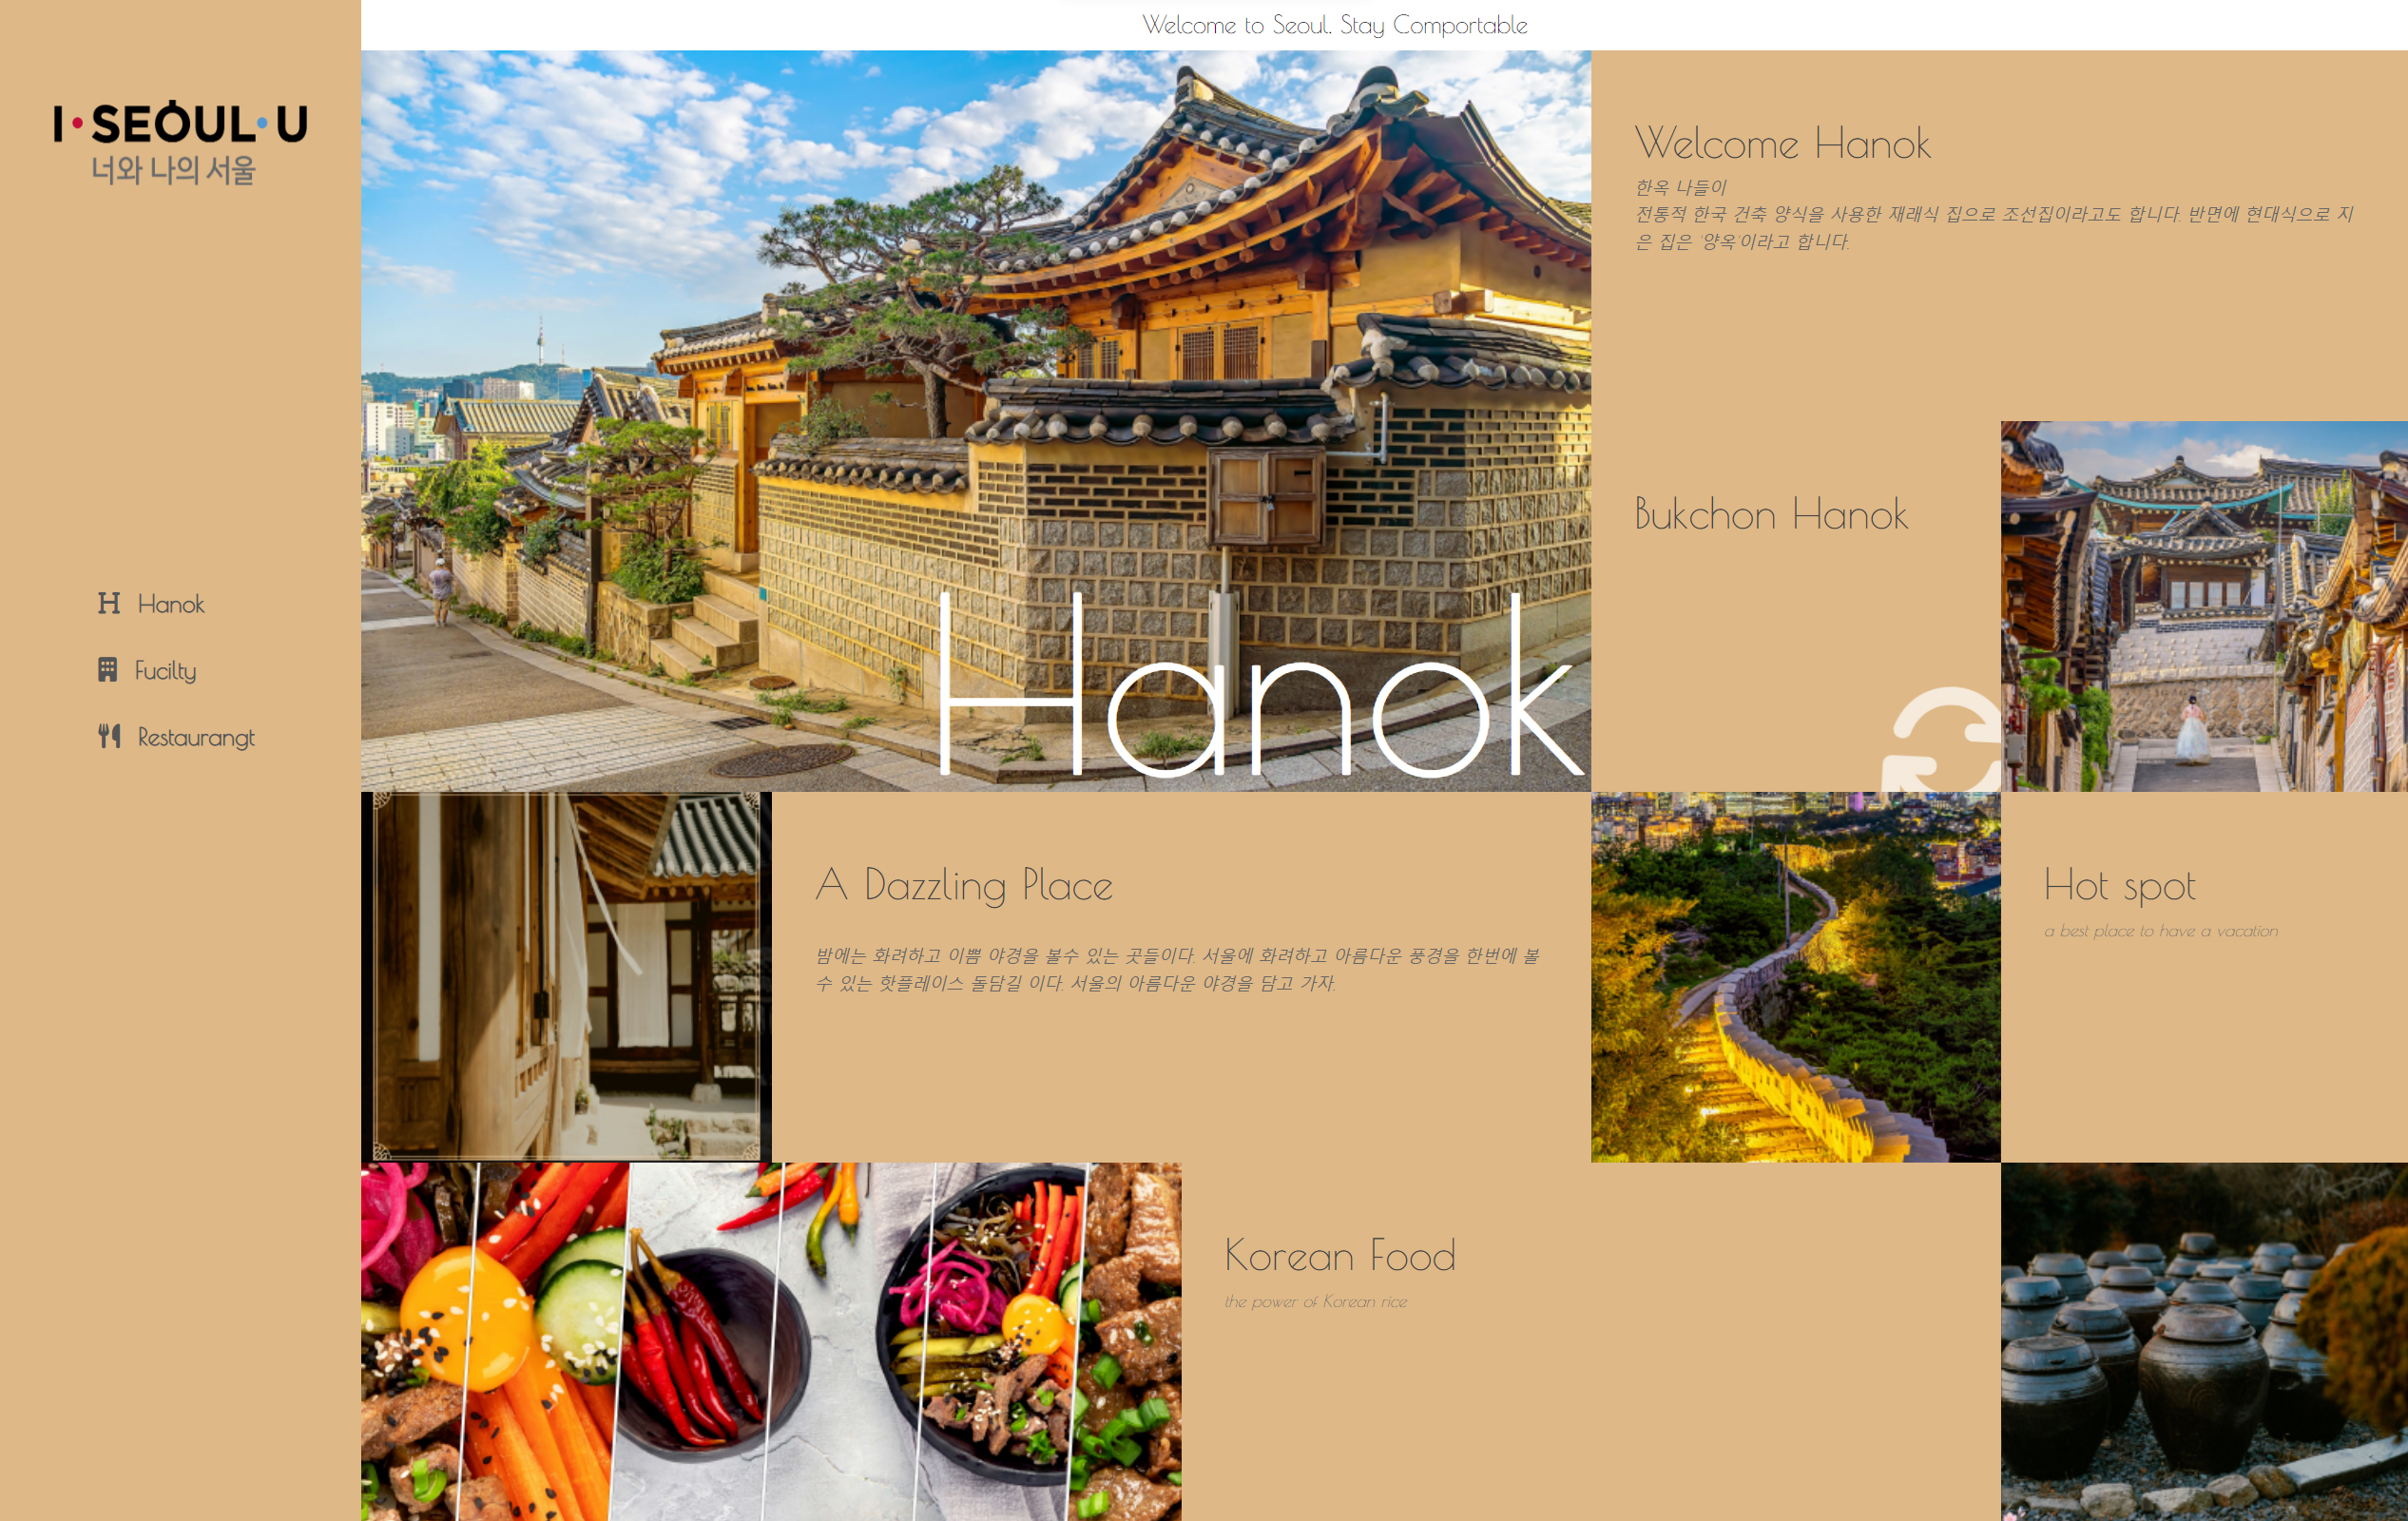 Welcome to Seoul. Stay Comportable
I·SEOUL·U
너와 나의 서울
Hanok
Fucilty
Restaurangt
Hanok
Welcome Hanok
한옥 나들이
전통적 한국 건축 양식을 사용한 재래식 집으로 조선집이라고도 합니다. 반면에 현대식으로 지
은 집은 '양옥'이라고 합니다.
Bukchon Hanok
A Dazzling Place
밤에는 화려하고 이쁨 야경을 볼수 있는 곳들이다. 서울에 화려하고 아름다운 풍경을 한번에 볼
수 있는 핫플레이스 돌담길 이다. 서울의 아름다운 야경을 담고 가자.
Hot spot
a best place to have a vacation
Korean Food
the power of Korean rice